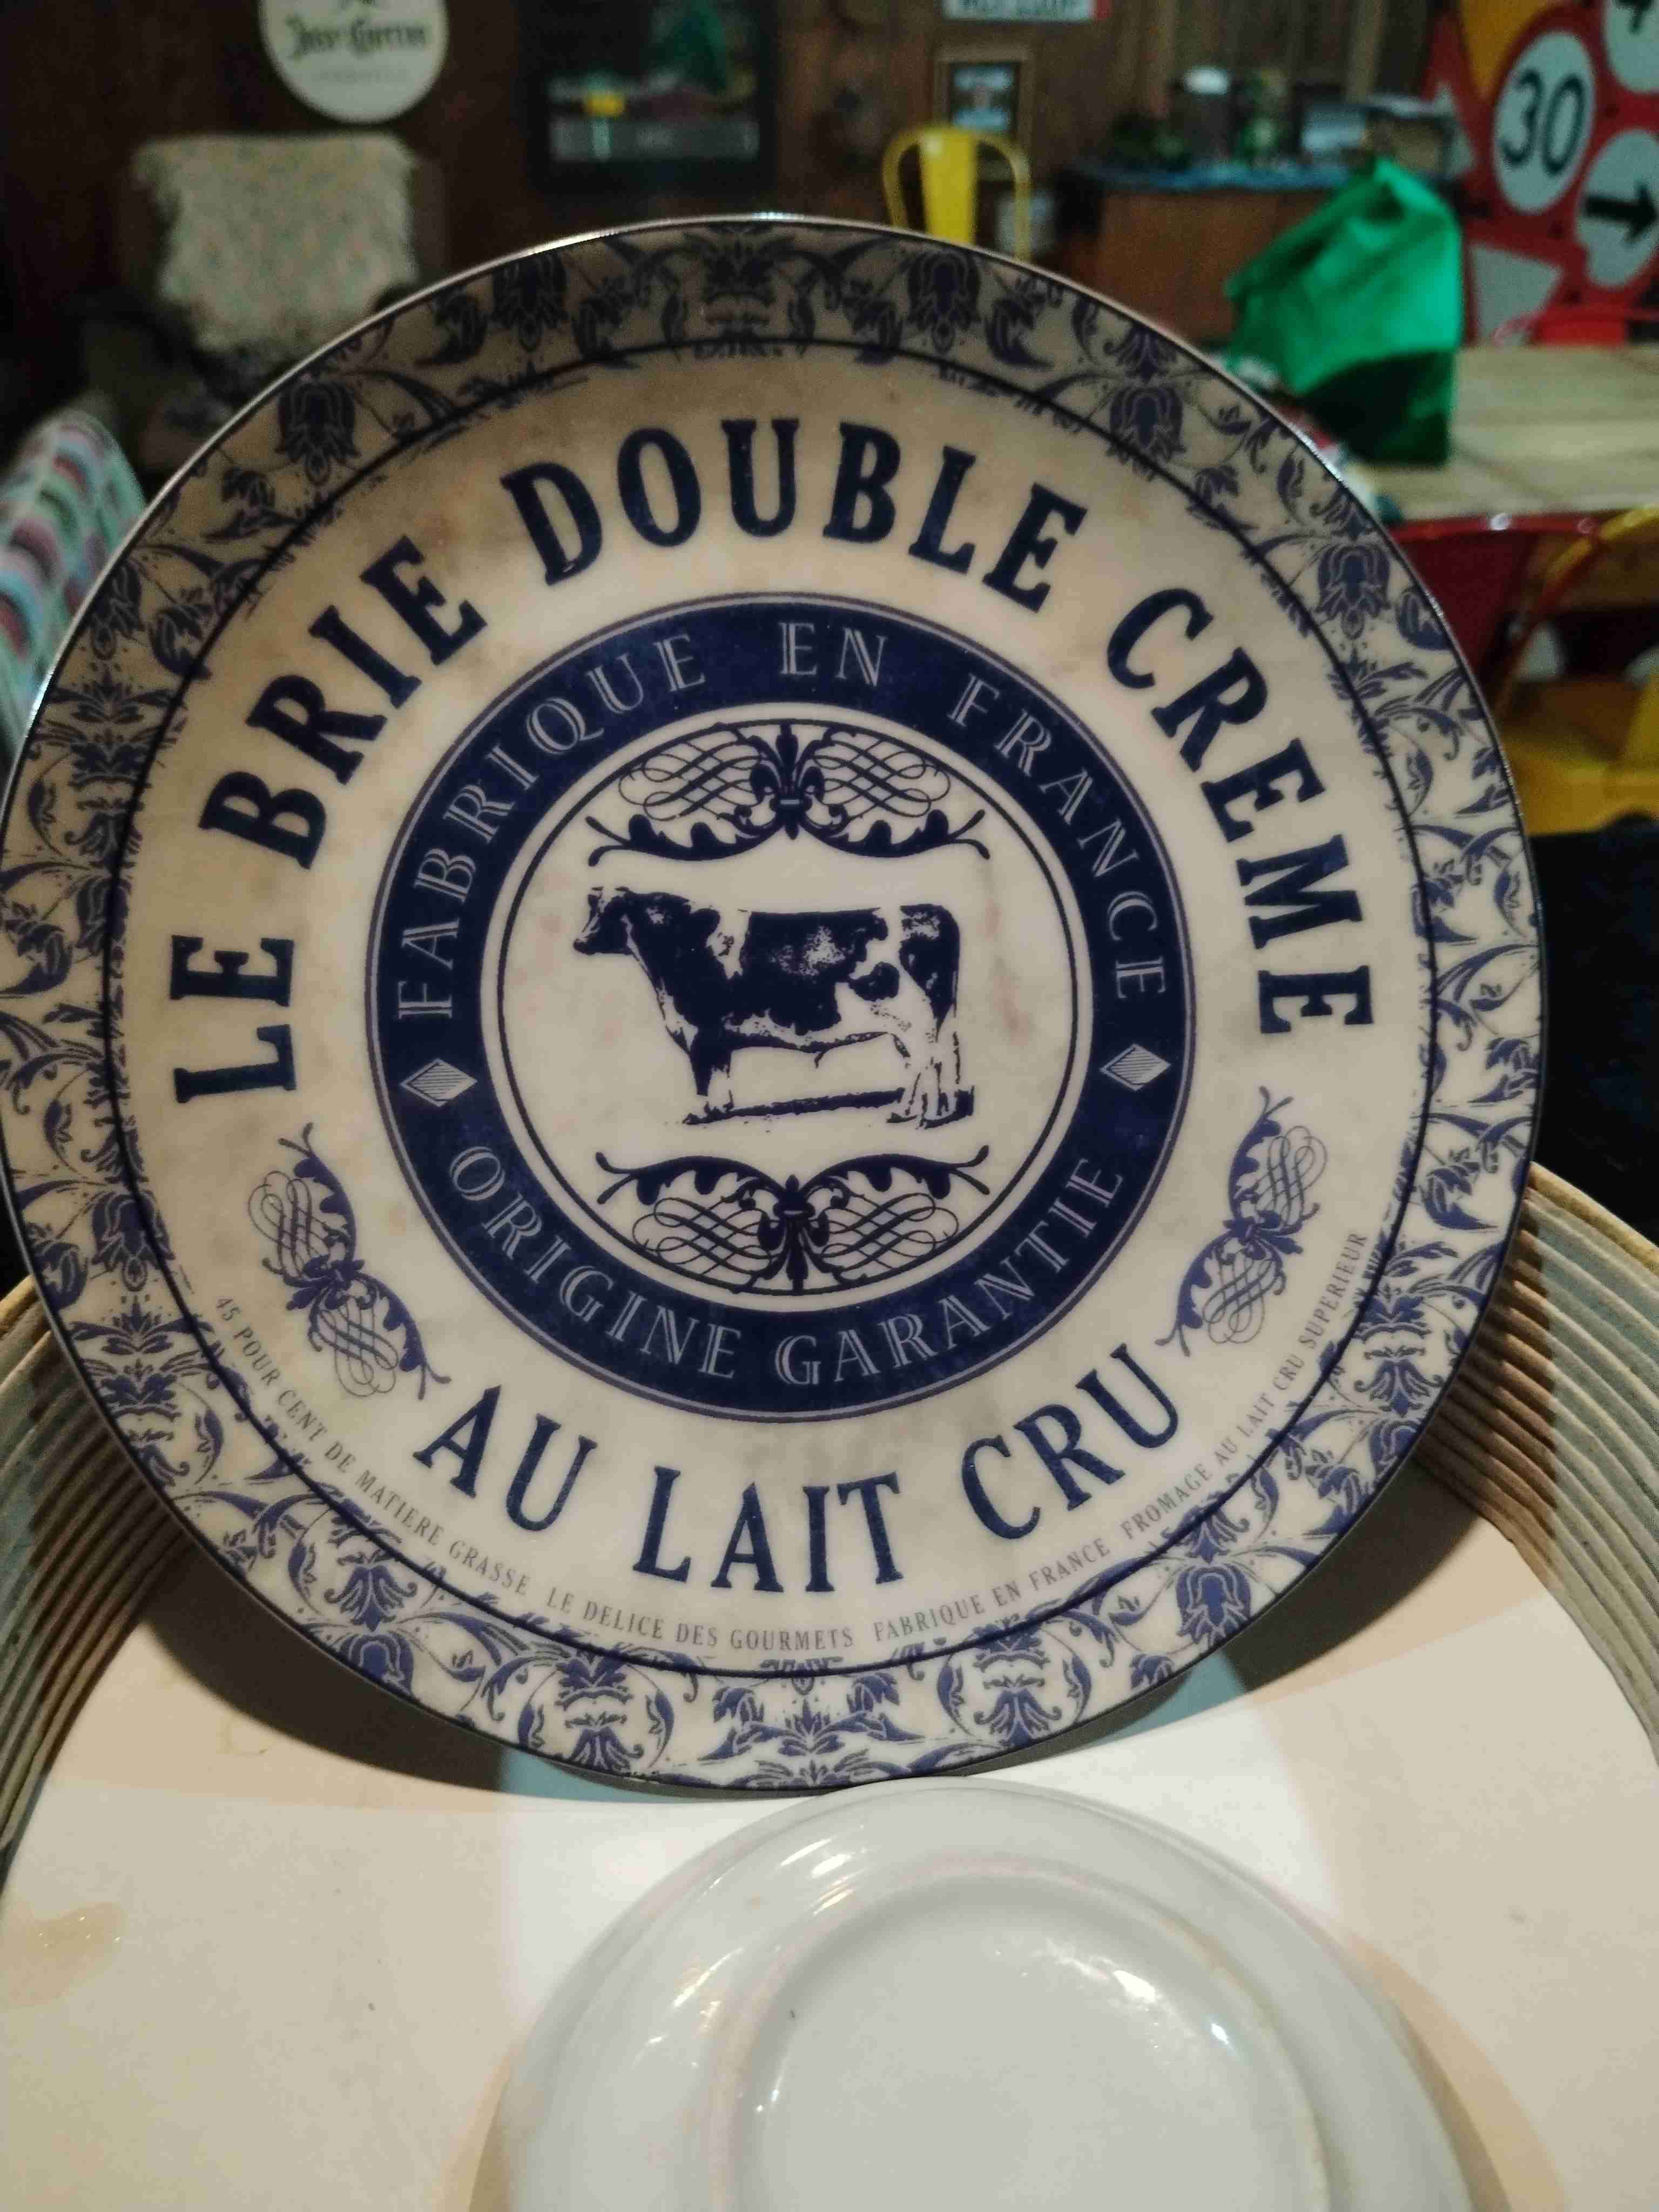 LE BRIE DOUBLE CREME
FABRIQUE EN FRANCE
ORIGINE GARANTIE
AU LAIT CRU
45 POUR CENT DE MATIERE GRASSE LE DELICE DES GOURMETS FABRIQUE EN FRANCE FROMAGE AU LAIT CRU SUPERIEUR
30